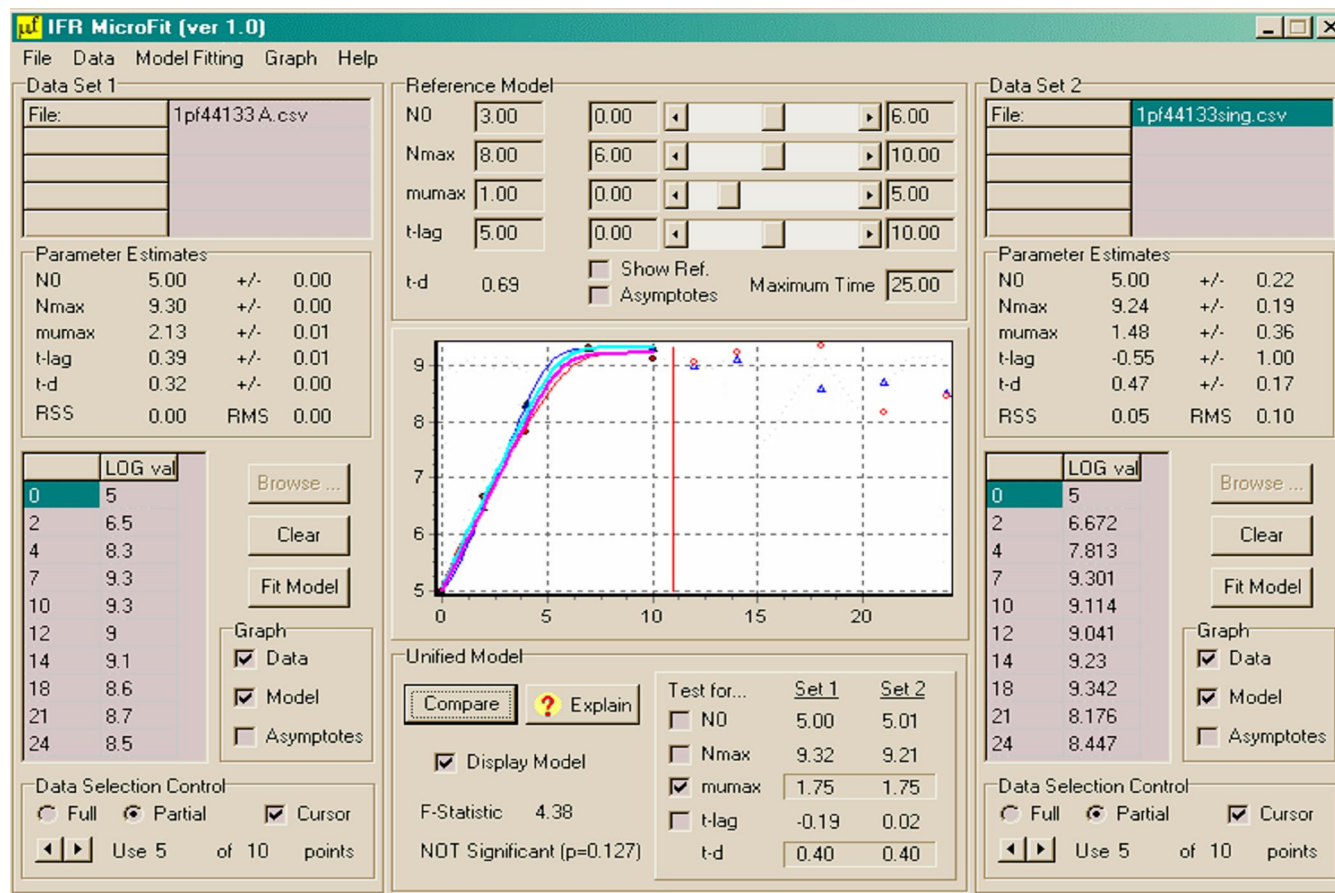 µf IFR MicroFit (ver 1.0)
File Data Model Fitting Graph Help
Data Set 1
File: 1pf44133A.csv
Parameter Estimates
N0 5.00 +/- 0.00
Nmax 9.30 +/- 0.00
mumax 2.13 +/- 0.01
t-lag 0.39 +/- 0.01
t-d 0.32 +/- 0.00
RSS 0.00 RMS 0.00
LOG val
0 5
2 6.5
4 8.3
7 9.3
10 9.3
12 9
14 9.1
18 8.6
21 8.7
24 8.5
Browse ...
Clear
Fit Model
Graph
Data
Model
Asymptotes
Data Selection Control
Full Partial Cursor
Use 5 of 10 points
Reference Model
N0 3.00 0.00 6.00
Nmax 8.00 6.00 10.00
mumax 1.00 0.00 5.00
t-lag 5.00 0.00 10.00
t-d 0.69 Show Ref. Asymptotes Maximum Time 25.00
9
8
7
6
5
0 5 10 15 20
Unified Model
Compare ? Explain
Display Model
F-Statistic 4.38
NOT Significant (p=0.127)
Test for... Set 1 Set 2
N0 5.00 5.01
Nmax 9.32 9.21
mumax 1.75 1.75
t-lag -0.19 0.02
t-d 0.40 0.40
Data Set 2
File: 1pf44133sing.csv
Parameter Estimates
N0 5.00 +/- 0.22
Nmax 9.24 +/- 0.19
mumax 1.48 +/- 0.36
t-lag -0.55 +/- 1.00
t-d 0.47 +/- 0.17
RSS 0.05 RMS 0.10
LOG val
0 5
2 6.672
4 7.813
7 9.301
10 9.114
12 9.041
14 9.23
18 9.342
21 8.176
24 8.447
Browse ...
Clear
Fit Model
Graph
Data
Model
Asymptotes
Data Selection Control
Full Partial Cursor
Use 5 of 10 points